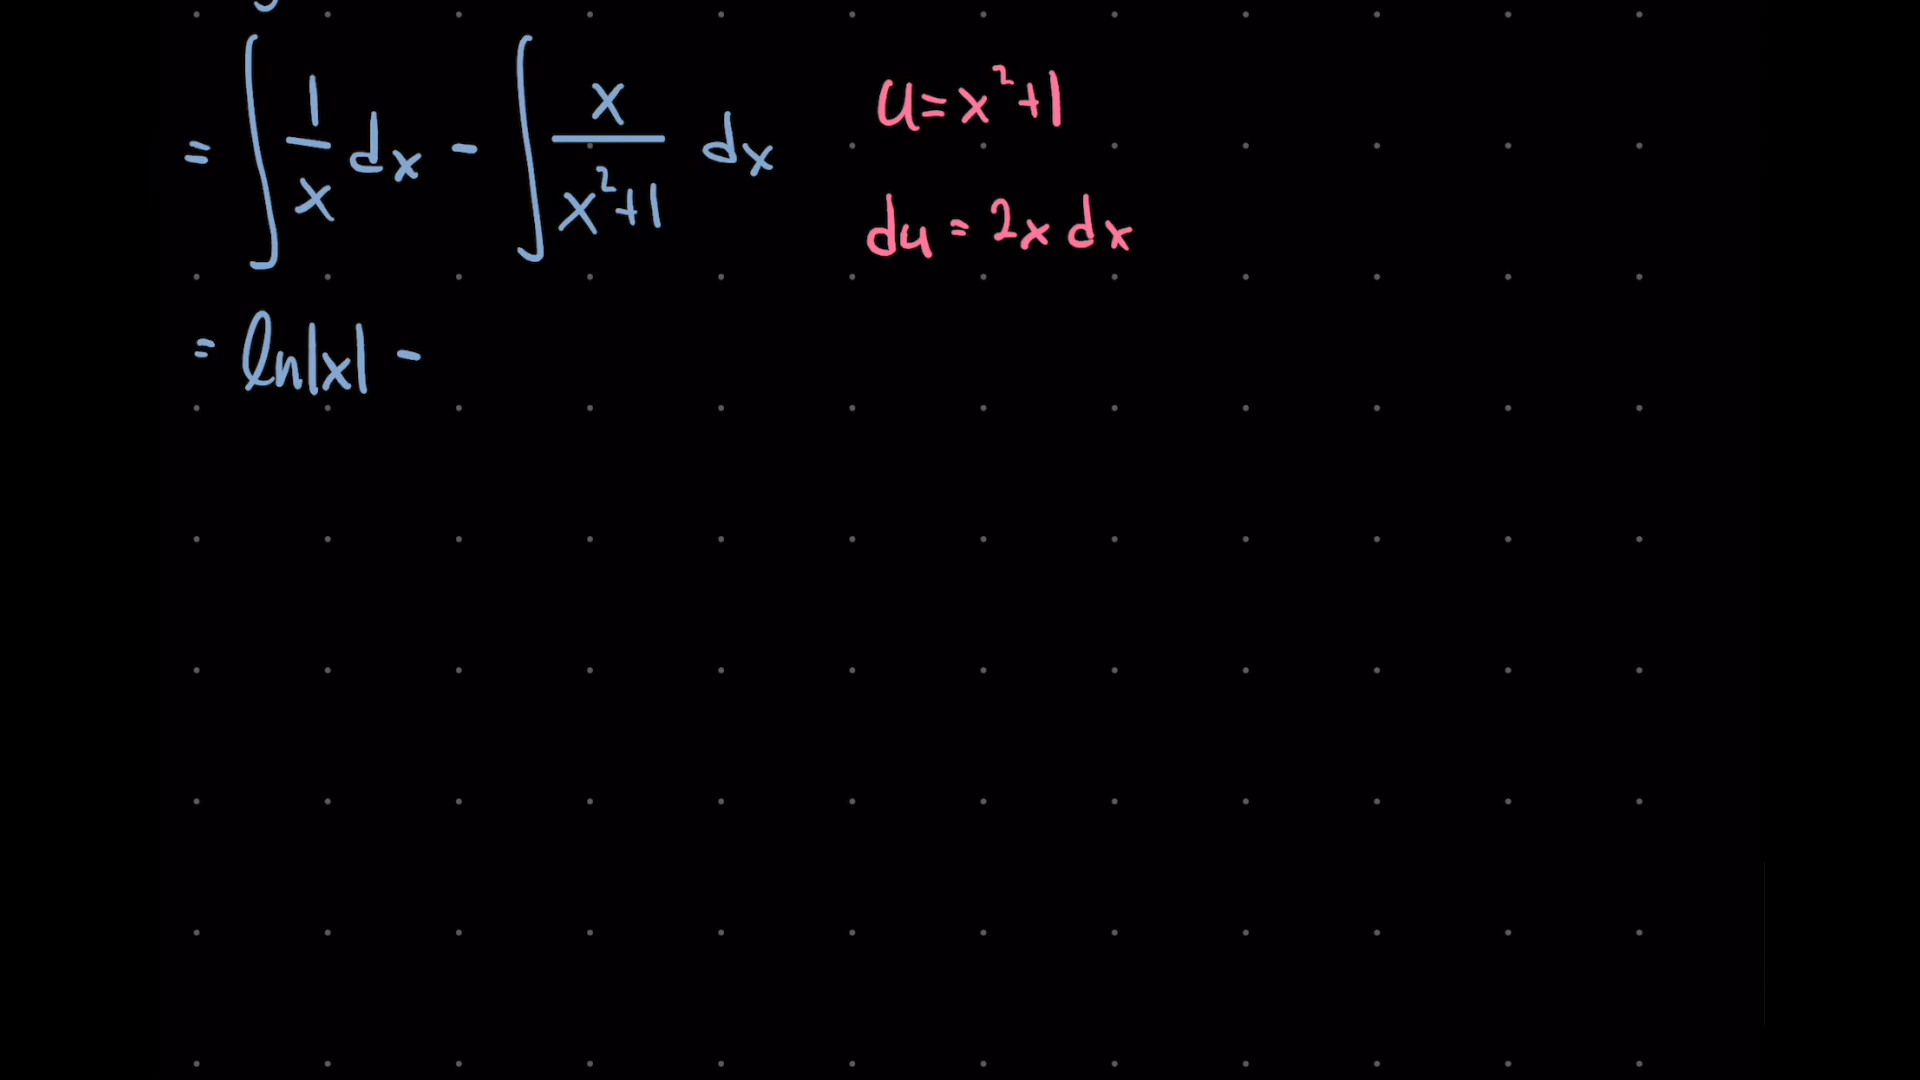 = ∫ 1/x dx - ∫ x/(x²+1) dx
u = x²+1
du = 2x dx
= ln|x| -